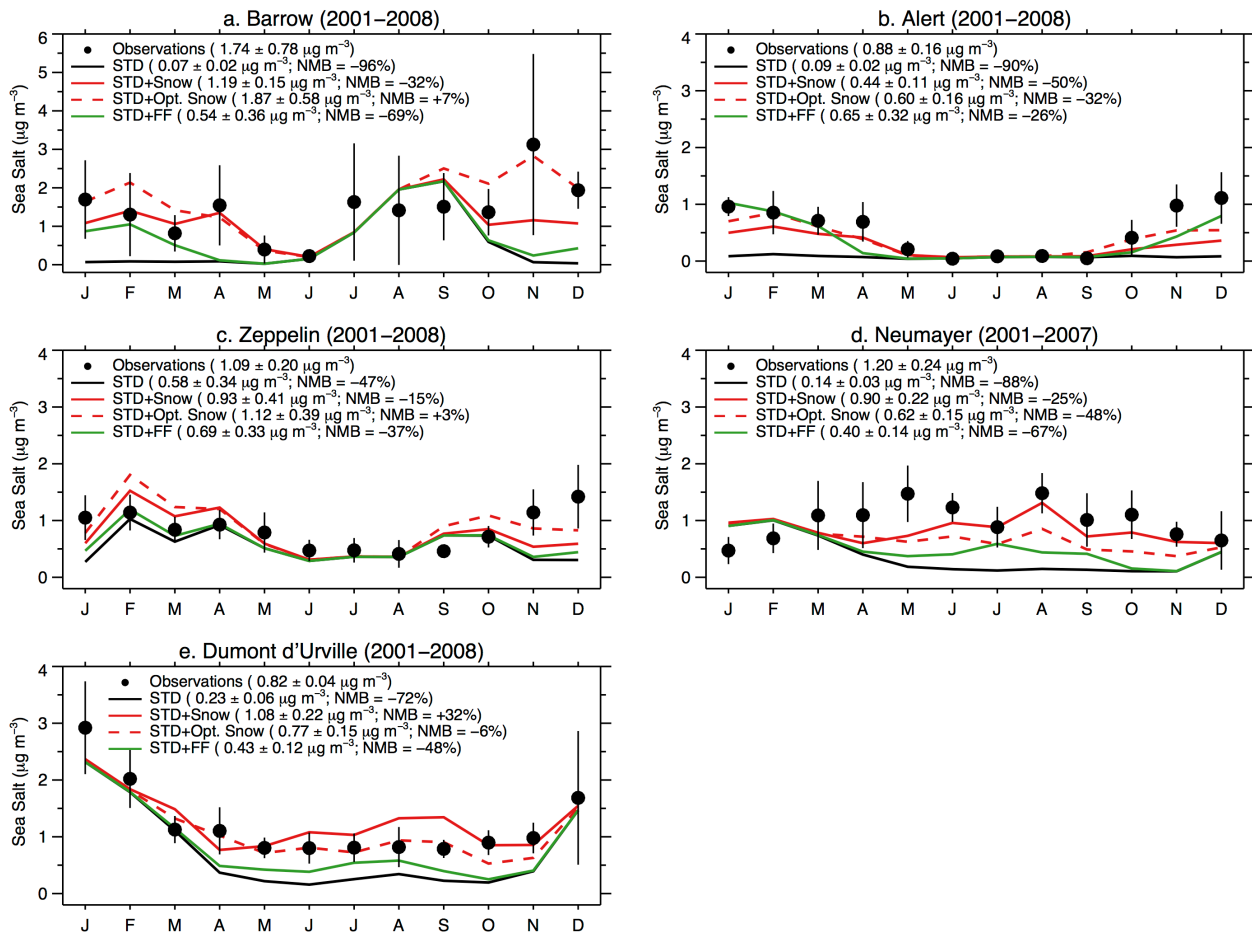 a. Barrow (2001−2008)
Observations ( 1.74 ± 0.78 μg m−3)
STD ( 0.07 ± 0.02 μg m−3; NMB = −96%)
STD+Snow ( 1.19 ± 0.15 μg m−3; NMB = −32%)
STD+Opt. Snow ( 1.87 ± 0.58 μg m−3; NMB = +7%)
STD+FF ( 0.54 ± 0.36 μg m−3; NMB = −69%)
Sea Salt (μg m−3)
6
5
4
3
2
1
0
J F M A M J J A S O N D
b. Alert (2001−2008)
Observations ( 0.88 ± 0.16 μg m−3)
STD ( 0.09 ± 0.02 μg m−3; NMB = −90%)
STD+Snow ( 0.44 ± 0.11 μg m−3; NMB = −50%)
STD+Opt. Snow ( 0.60 ± 0.16 μg m−3; NMB = −32%)
STD+FF ( 0.65 ± 0.32 μg m−3; NMB = −26%)
Sea Salt (μg m−3)
4
3
2
1
0
J F M A M J J A S O N D
c. Zeppelin (2001−2008)
Observations ( 1.09 ± 0.20 μg m−3)
STD ( 0.58 ± 0.34 μg m−3; NMB = −47%)
STD+Snow ( 0.93 ± 0.41 μg m−3; NMB = −15%)
STD+Opt. Snow ( 1.12 ± 0.39 μg m−3; NMB = +3%)
STD+FF ( 0.69 ± 0.33 μg m−3; NMB = −37%)
Sea Salt (μg m−3)
4
3
2
1
0
J F M A M J J A S O N D
d. Neumayer (2001−2007)
Observations ( 1.20 ± 0.24 μg m−3)
STD ( 0.14 ± 0.03 μg m−3; NMB = −88%)
STD+Snow ( 0.90 ± 0.22 μg m−3; NMB = −25%)
STD+Opt. Snow ( 0.62 ± 0.15 μg m−3; NMB = −48%)
STD+FF ( 0.40 ± 0.14 μg m−3; NMB = −67%)
Sea Salt (μg m−3)
4
3
2
1
0
J F M A M J J A S O N D
e. Dumont d'Urville (2001−2008)
Observations ( 0.82 ± 0.04 μg m−3)
STD ( 0.23 ± 0.06 μg m−3; NMB = −72%)
STD+Snow ( 1.08 ± 0.22 μg m−3; NMB = +32%)
STD+Opt. Snow ( 0.77 ± 0.15 μg m−3; NMB = −6%)
STD+FF ( 0.43 ± 0.12 μg m−3; NMB = −48%)
Sea Salt (μg m−3)
4
3
2
1
0
J F M A M J J A S O N D